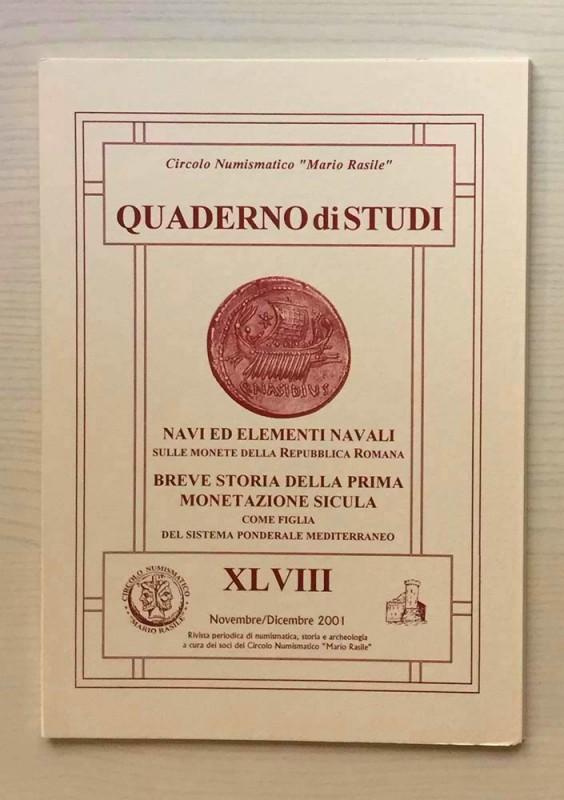 Circolo Numismatico "Mario Rasile"
QUADERNO di STUDI
Q.NASIDIUS
NAVI ED ELEMENTI NAVALI
SULLE MONETE DELLA REPUBBLICA ROMANA
BREVE STORIA DELLA PRIMA
MONETAZIONE SICULA
COME FIGLIA
DEL SISTEMA PONDERALE MEDITERRANEO
CIRCOLO NUMISMATICO
"MARIO RASILE"
XLVIII
Novembre/Dicembre 2001
Rivista periodica di numismatica, storia e archeologia
a cura dei soci del Circolo Numismatico "Mario Rasile"